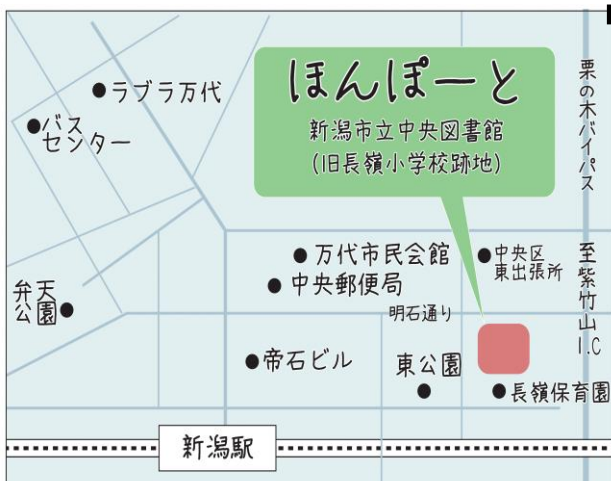 ほんぽーと
新潟市立中央図書館
(旧長嶺小学校跡地)
ラブラ万代
バス
センター
栗の木バイパス
至紫竹山I.C
万代市民会館
中央区
東出張所
中央郵便局
弁天
公園
明石通り
帝石ビル
東公園
長嶺保育園
新潟駅